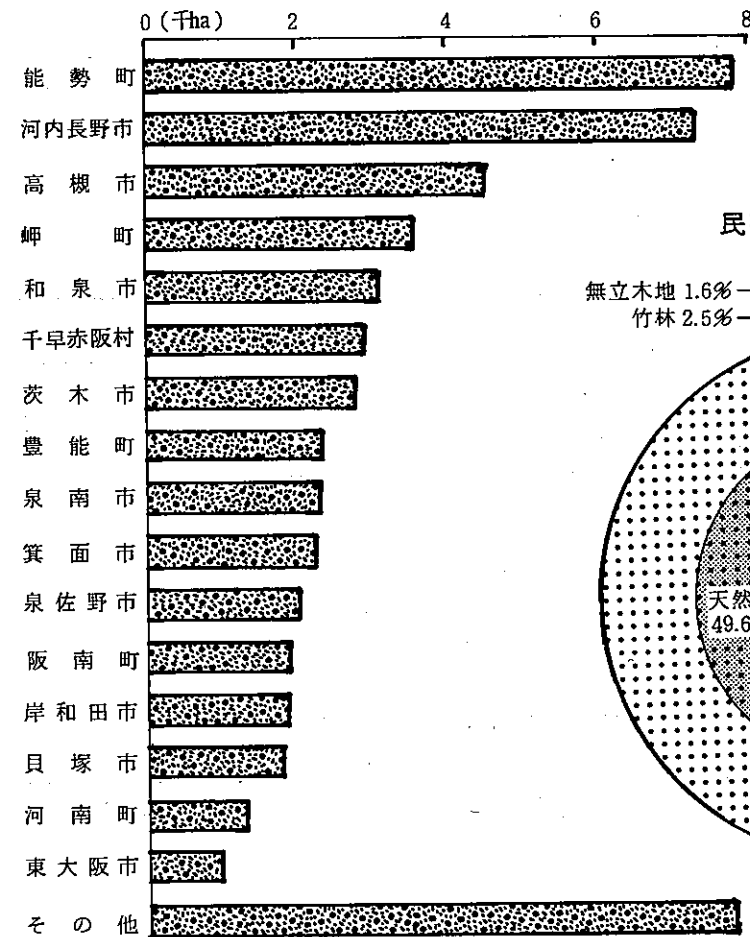 0（千ha） 2 4 6 8
能勢町
河内長野市
高槻市
岬町
民
和泉市
無立木地 1.6%
竹林 2.5%
千早赤阪村
茨木市
豊能町
泉南市
箕面市
泉佐野市
天然
49.6
阪南町
岸和田市
貝塚市
河南町
東大阪市
その他